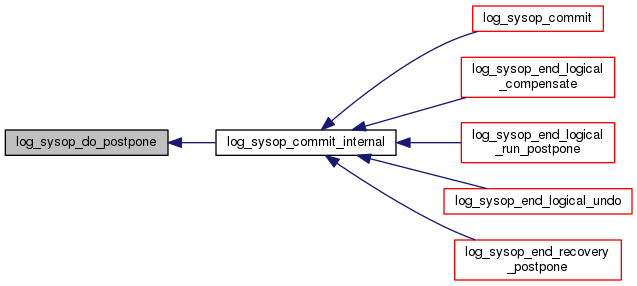 log_sysop_do_postpone
log_sysop_commit_internal
log_sysop_commit
log_sysop_end_logical
_compensate
log_sysop_end_logical
_run_postpone
log_sysop_end_logical_undo
log_sysop_end_recovery
_postpone